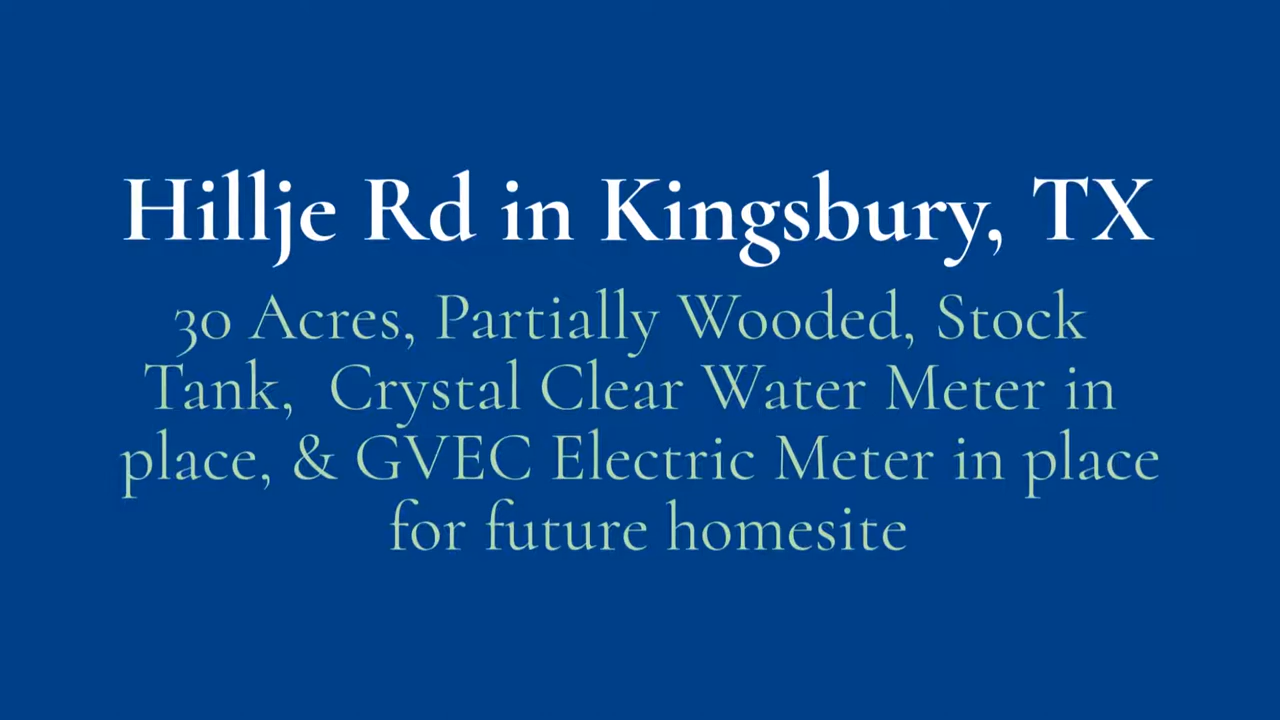 Hillje Rd in Kingsbury, TX
30 Acres, Partially Wooded, Stock
Tank,  Crystal Clear Water Meter in
place, & GVEC Electric Meter in place
for future homesite